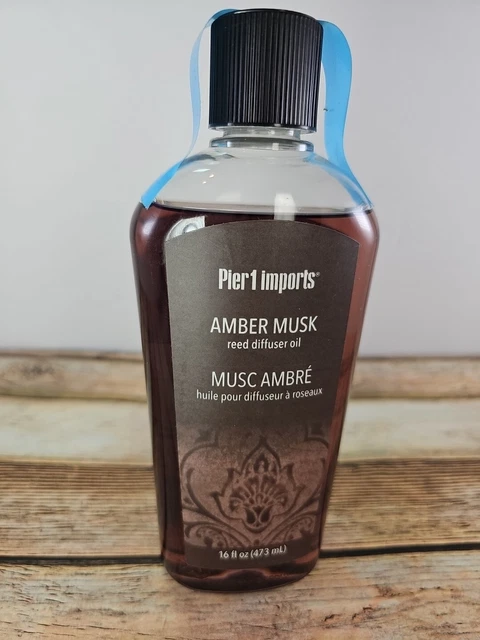 Pier1 imports®
AMBER MUSK
reed diffuser oil
MUSC AMBRÉ
huile pour diffuseur à roseaux
16 fl oz (473 mL)